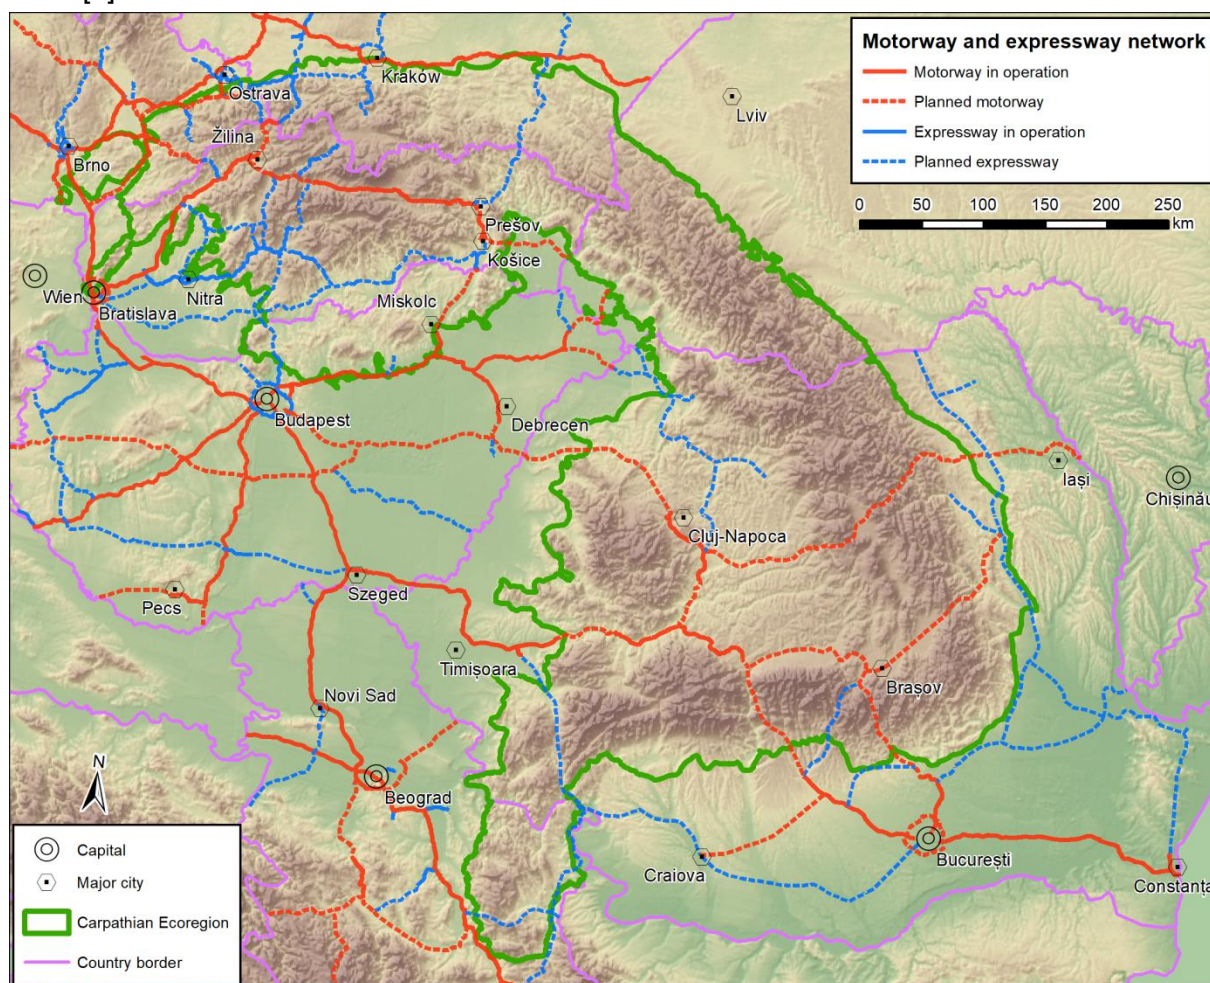 Motorway and expressway network
Motorway in operation
Planned motorway
Expressway in operation
Planned expressway
0 50 100 150 200 250
km
Kraków
Ostrava
Lviv
Žilina
Brno
Prešov
Košice
Wien
Nitra
Bratislava
Miskolc
Budapest
Debrecen
Iași
Chișinău
Cluj-Napoca
Szeged
Pecs
Timișoara
Brașov
Novi Sad
N
Beograd
București
Craiova
Constanța
Capital
Major city
Carpathian Ecoregion
Country border